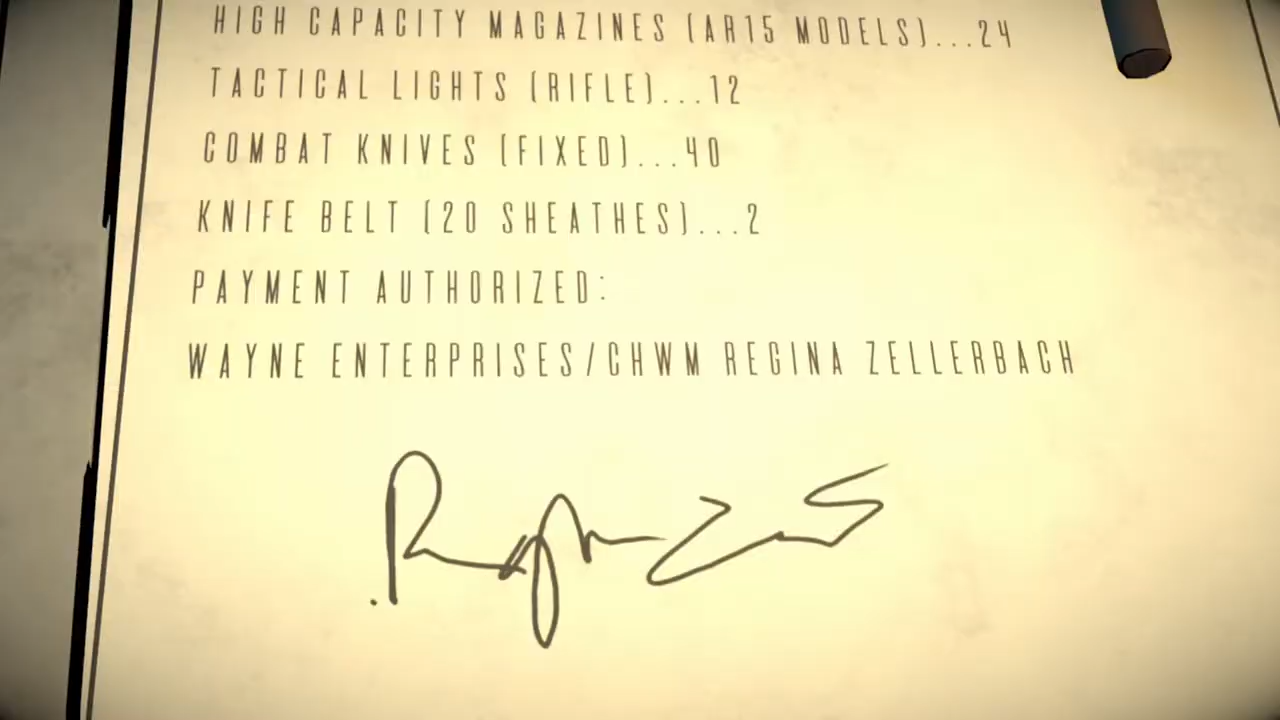 HIGH CAPACITY MAGAZINES (AR15 MODELS)...24
TACTICAL LIGHTS (RIFLE)...12
COMBAT KNIVES (FIXED)...40
KNIFE BELT (20 SHEATHES)...2
PAYMENT AUTHORIZED:
WAYNE ENTERPRISES/CHWM REGINA ZELLERBACH